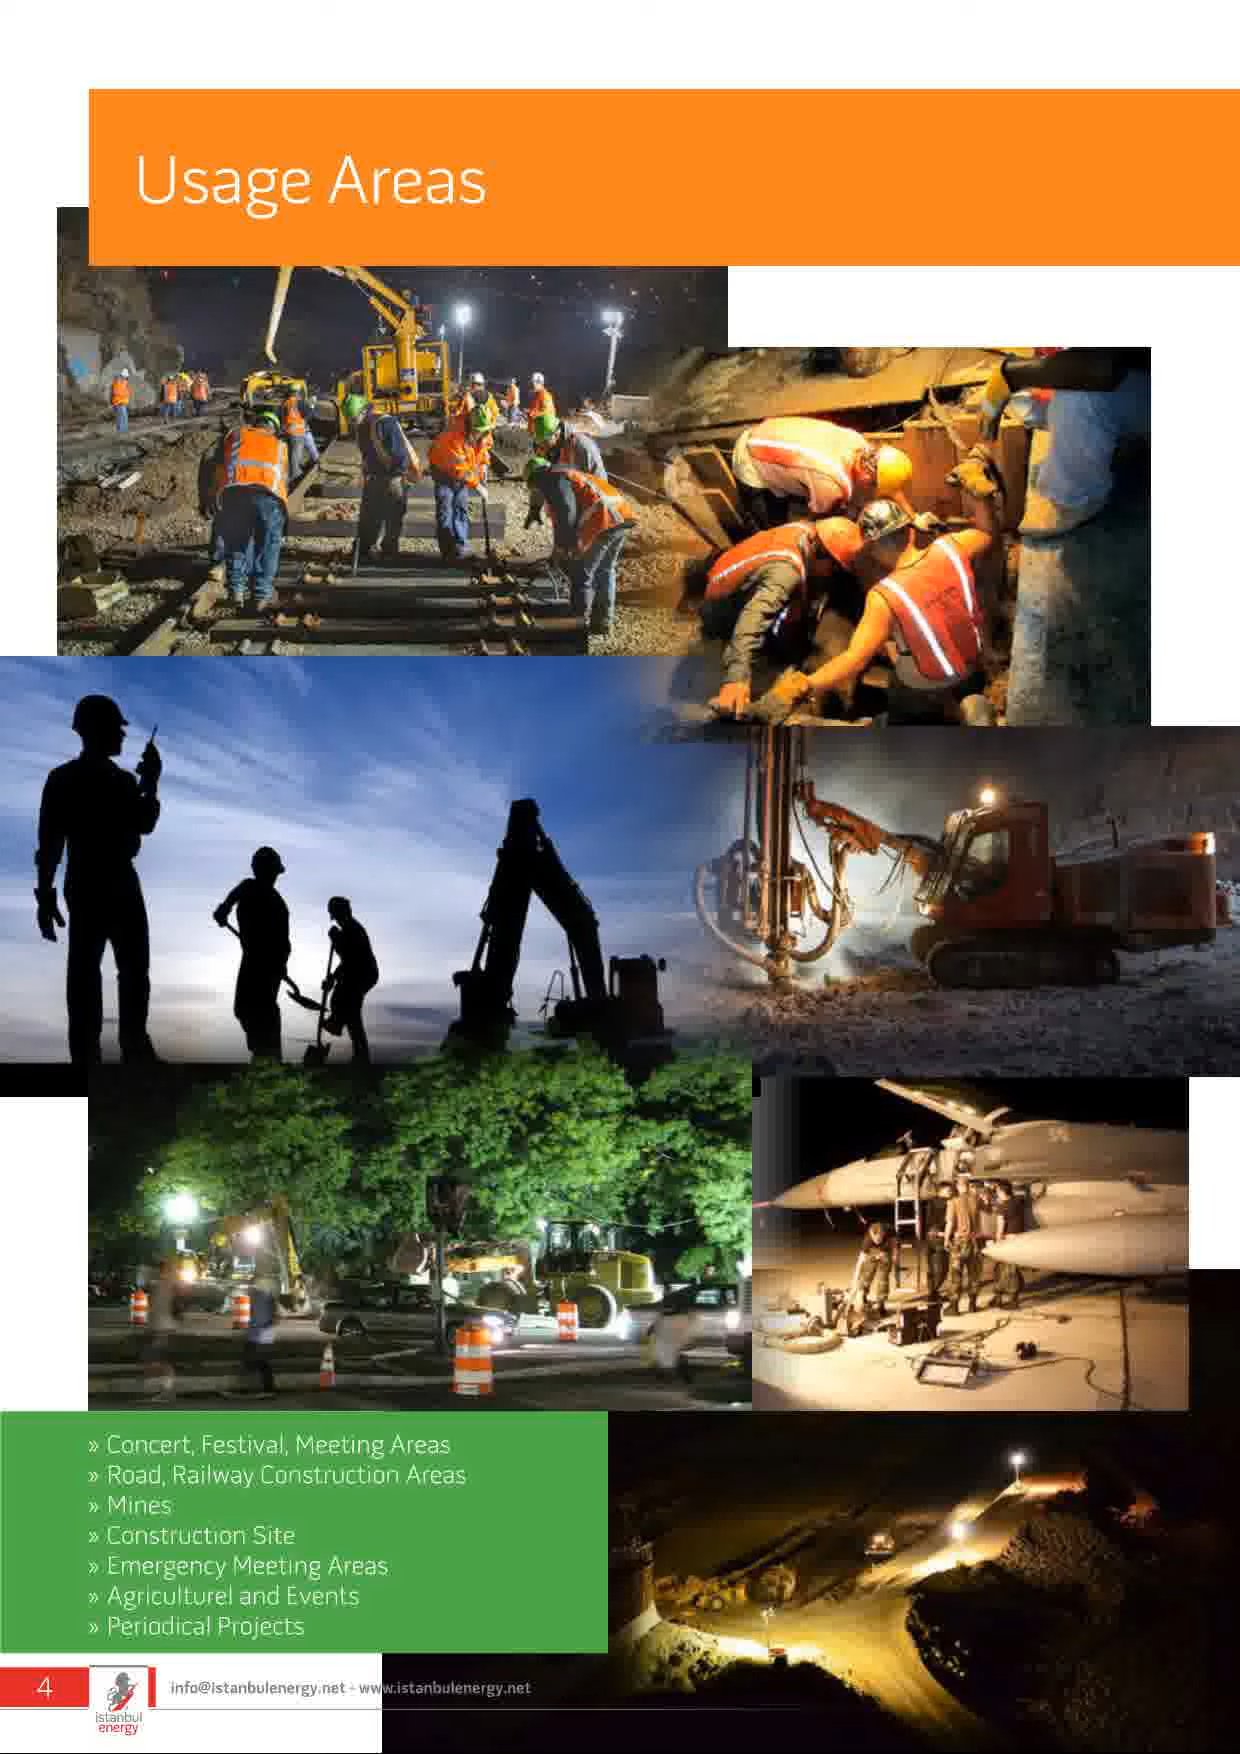 Usage Areas
» Concert, Festival, Meeting Areas
» Road, Railway Construction Areas
» Mines
» Construction Site
» Emergency Meeting Areas
» Agriculturel and Events
» Periodical Projects
4
istanbul
energy
info@istanbulenergy.net - www.istanbulenergy.net